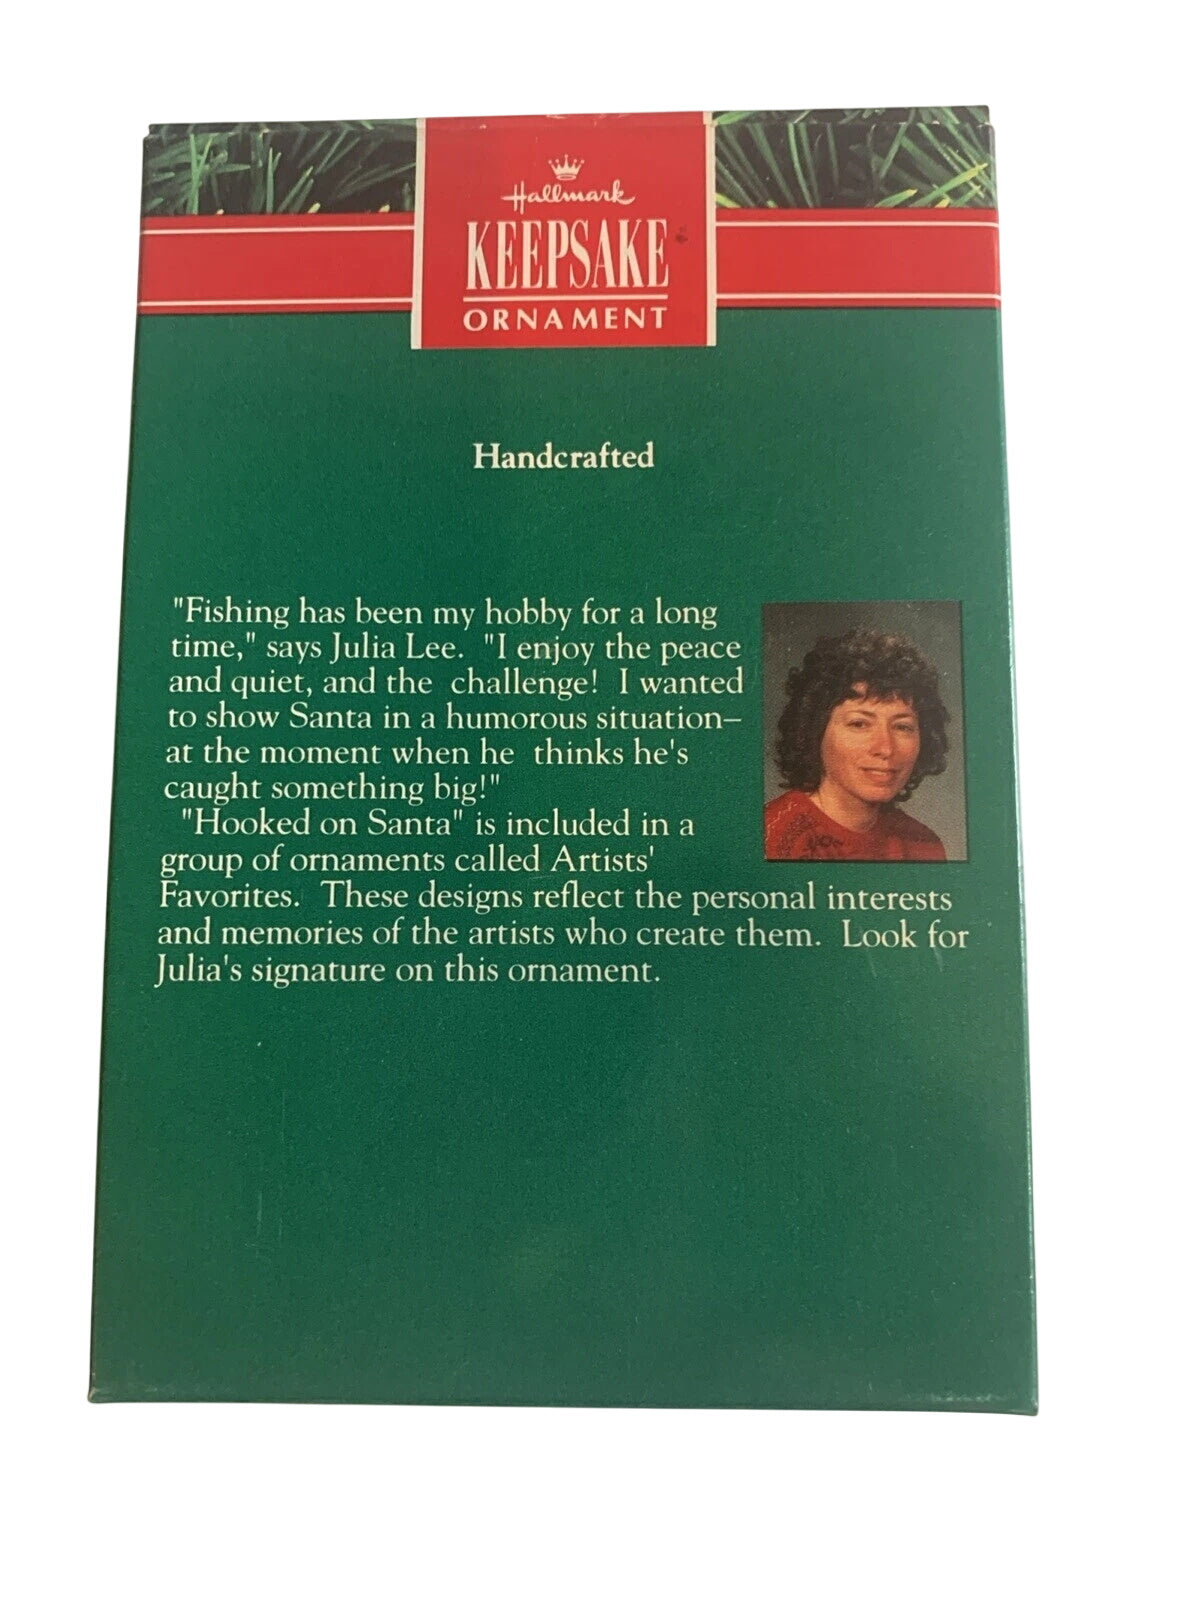 Hallmark
KEEPSAKE
ORNAMENT
Handcrafted
"Fishing has been my hobby for a long
time," says Julia Lee. "I enjoy the peace
and quiet, and the challenge! I wanted
to show Santa in a humorous situation–
at the moment when he thinks he's
caught something big!"
"Hooked on Santa" is included in a
group of ornaments called Artists'
Favorites. These designs reflect the personal interests
and memories of the artists who create them. Look for
Julia's signature on this ornament.